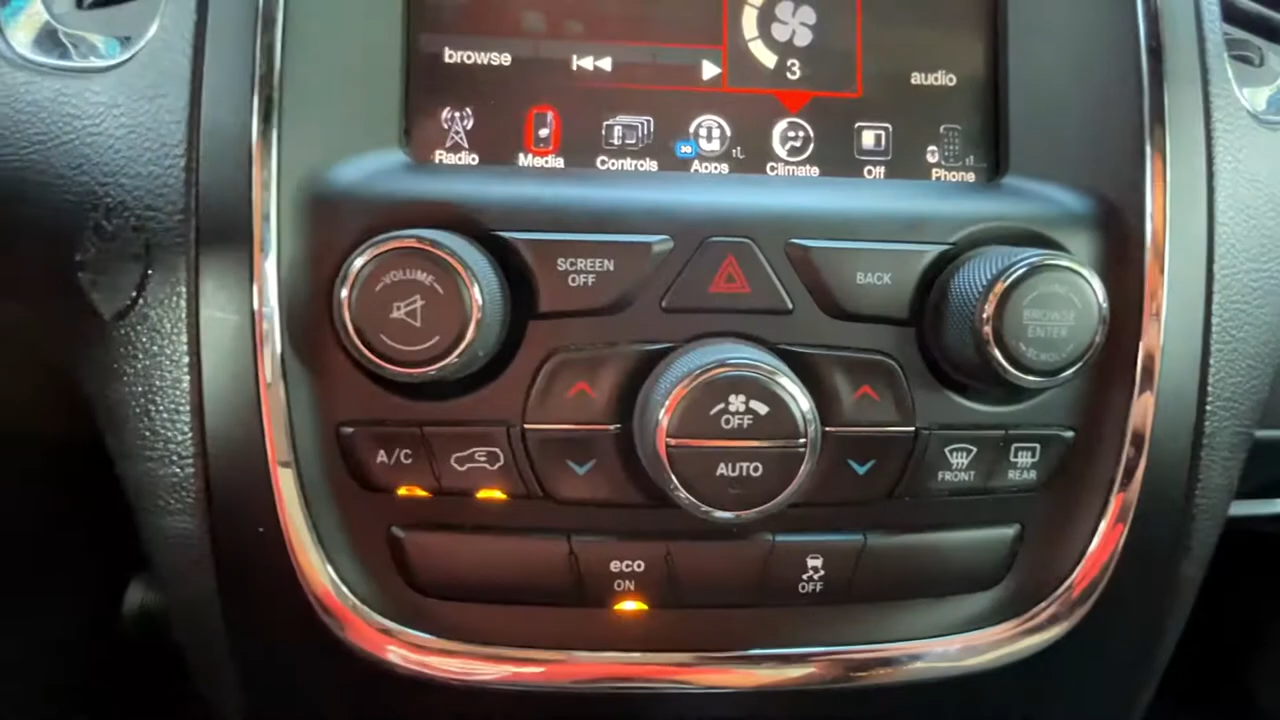 browse
3
audio
Radio
Media
Controls
3G
Apps
Climate
Off
Phone
VOLUME
SCREEN
OFF
BACK
BROWSE
ENTER
SCROLL
OFF
AUTO
A/C
FRONT
REAR
eco
ON
OFF